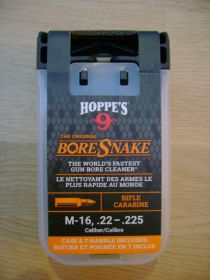 HOPPE'S
9
THE ORIGINAL
BORESNAKE
THE WORLD'S FASTEST
GUN BORE CLEANER®
LE NETTOYANT DES ARMES LE
PLUS RAPIDE AU MONDE
RIFLE
CARABINE
M-16, .22–.225
Caliber/Calibre
CASE & T-HANDLE INCLUDED
BOÎTIER ET POIGNÉE EN T INCLUS